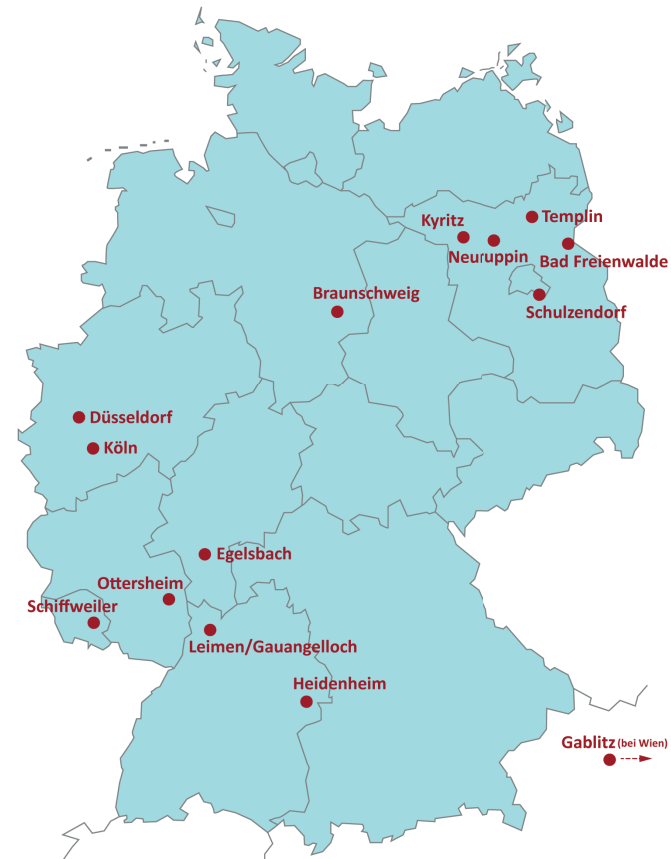 Templin
Kyritz
Neuruppin
Bad Freienwalde
Braunschweig
Schulzendorf
Düsseldorf
Köln
Egelsbach
Ottersheim
Schiffweiler
Leimen/Gauangelloch
Heidenheim
Gablitz (bei Wien)